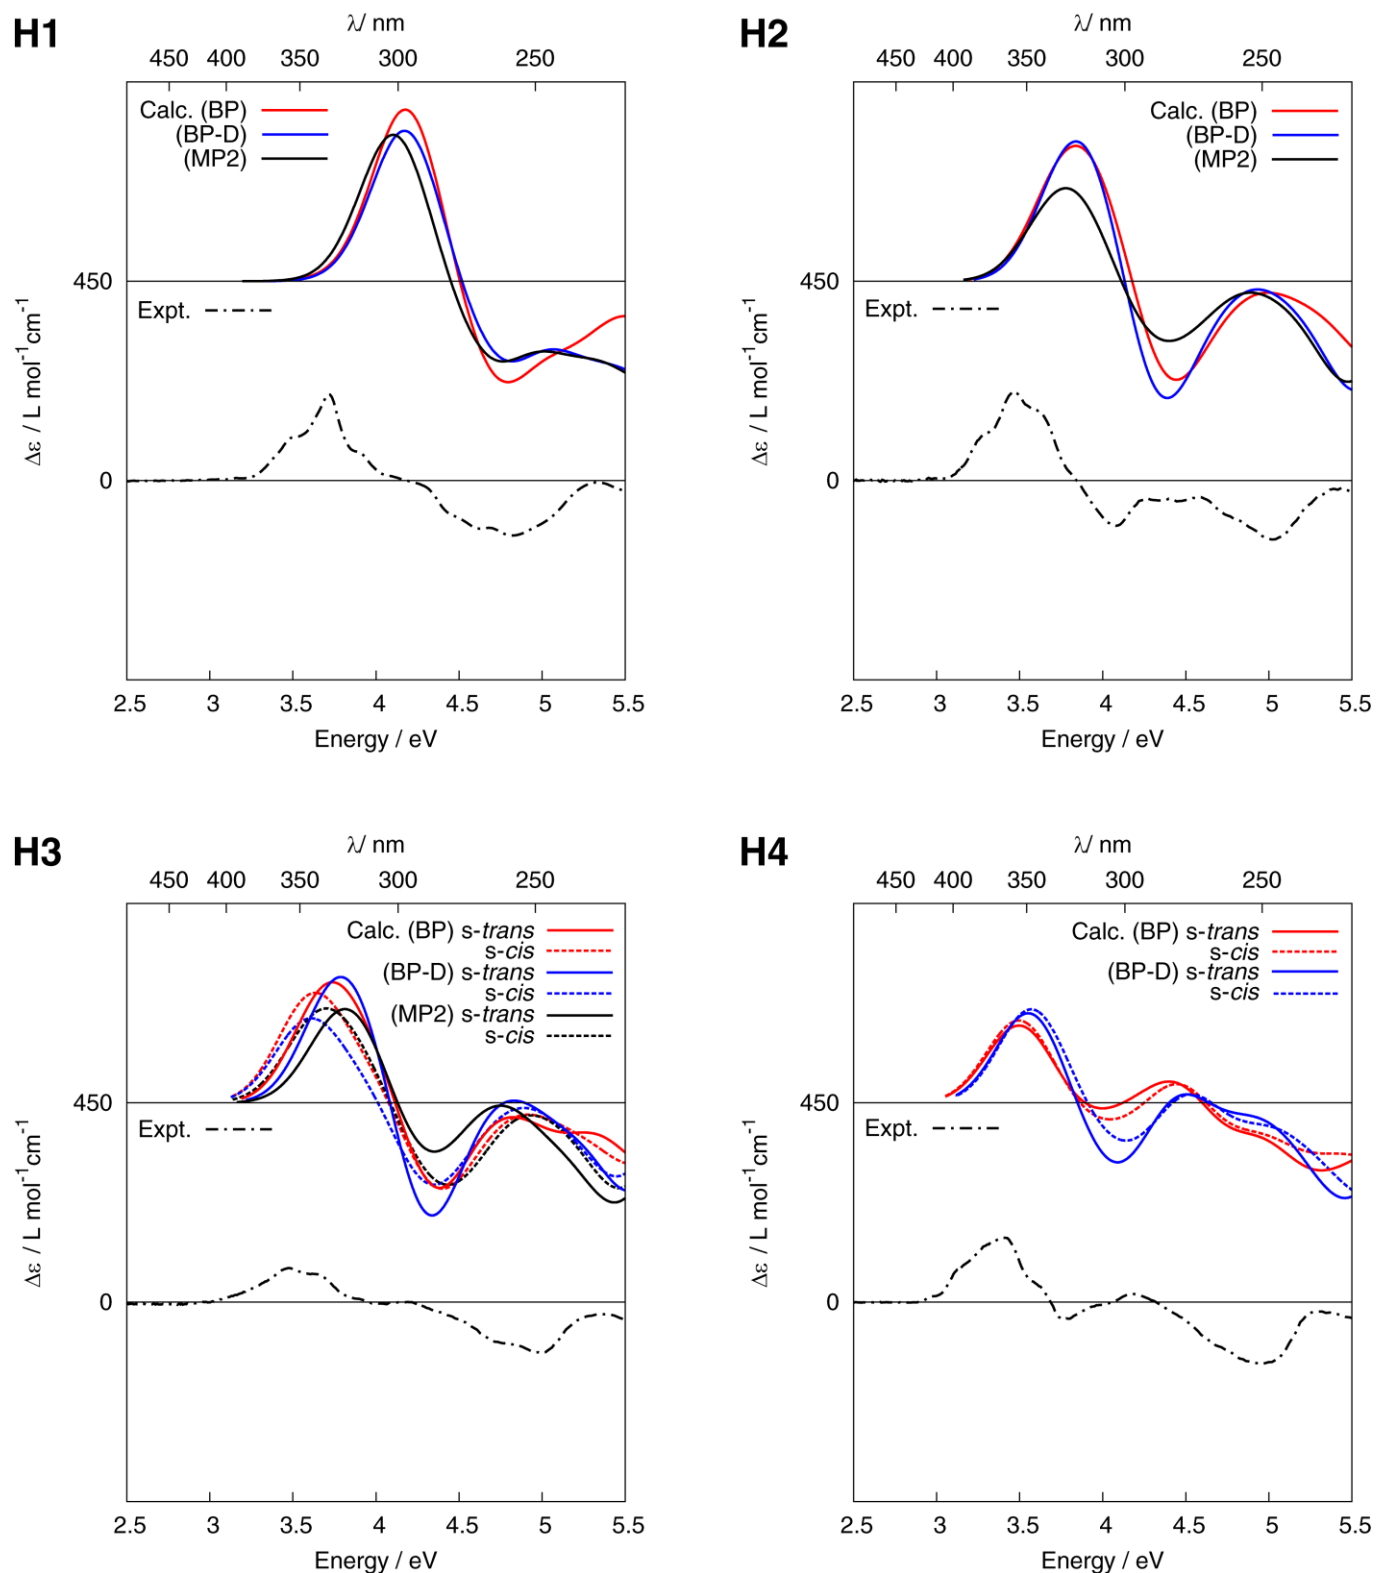 H1
λ/ nm
450 400 350 300 250
Calc. (BP)
(BP-D)
(MP2)
450
Expt.
0
Δε / L mol⁻¹cm⁻¹
2.5 3 3.5 4 4.5 5 5.5
Energy / eV
H2
λ/ nm
450 400 350 300 250
Calc. (BP)
(BP-D)
(MP2)
450
Expt.
0
Δε / L mol⁻¹cm⁻¹
2.5 3 3.5 4 4.5 5 5.5
Energy / eV
H3
λ/ nm
450 400 350 300 250
Calc. (BP) s-trans
s-cis
(BP-D) s-trans
s-cis
(MP2) s-trans
s-cis
450
Expt.
0
Δε / L mol⁻¹cm⁻¹
2.5 3 3.5 4 4.5 5 5.5
Energy / eV
H4
λ/ nm
450 400 350 300 250
Calc. (BP) s-trans
s-cis
(BP-D) s-trans
s-cis
450
Expt.
0
Δε / L mol⁻¹cm⁻¹
2.5 3 3.5 4 4.5 5 5.5
Energy / eV